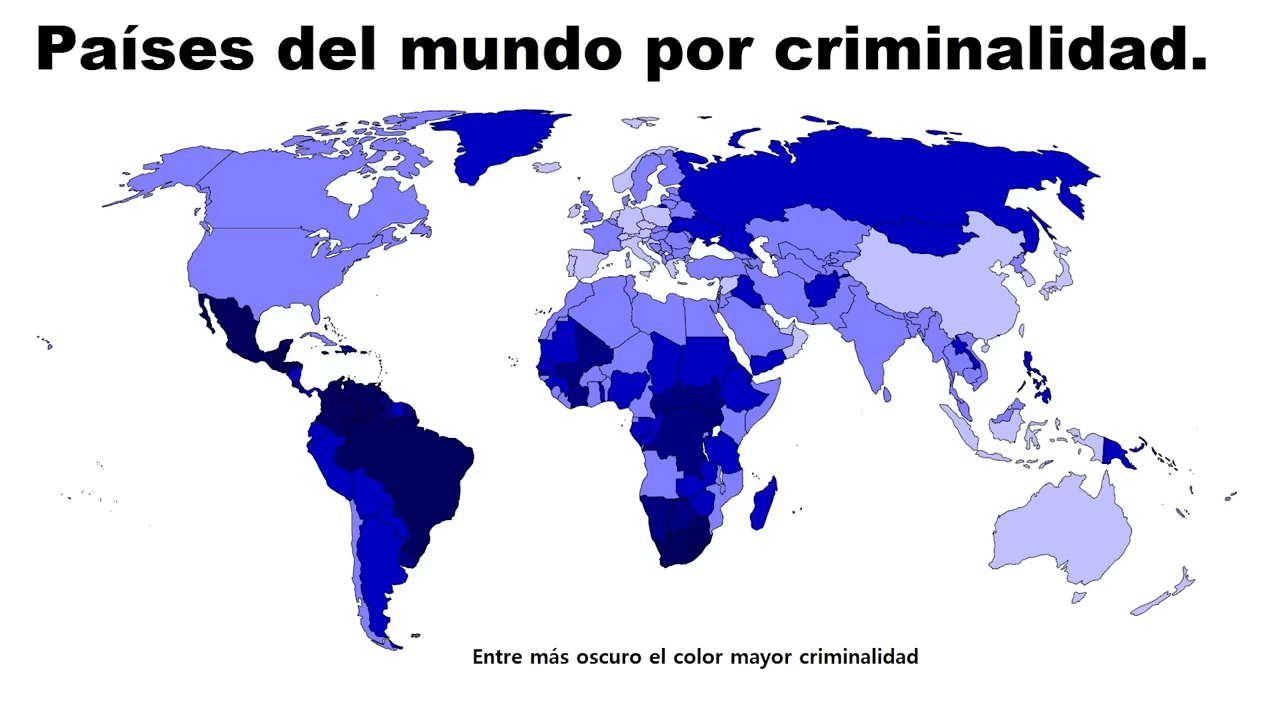 Países del mundo por criminalidad.
Entre más oscuro el color mayor criminalidad